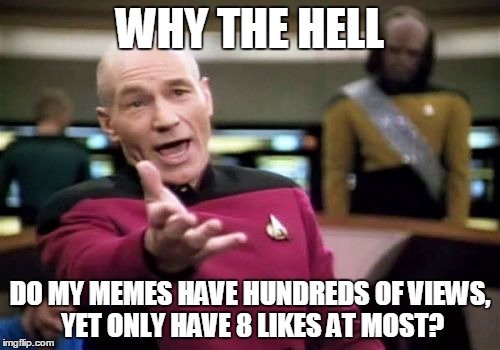 WHY THE HELL
DO MY MEMES HAVE HUNDREDS OF VIEWS,
YET ONLY HAVE 8 LIKES AT MOST?
imgflip.com